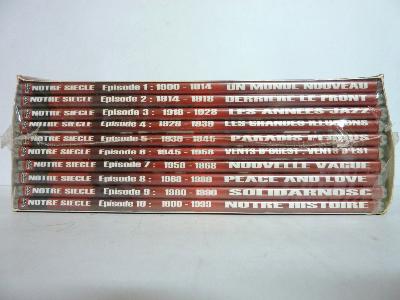 NOTRE SIECLE Episode 1 : 1900 - 1914 UN MONDE NOUVEAU
NOTRE SIECLE Episode 2 : 1914 - 1918 DERRIERE LE FRONT
NOTRE SIECLE Episode 3 : 1918 - 1928 LES ANNEES JAZZ
NOTRE SIECLE Episode 4 : 1928 - 1938 LES GRANDES ILLUSIONS
NOTRE SIECLE Episode 5 : 1938 - 1945 PARADIS PERDUS
NOTRE SIECLE Episode 6 : 1945 - 1958 VENTS D'OUEST, VENTS D'EST
NOTRE SIECLE Episode 7 : 1958 - 1968 NOUVELLE VAGUE
NOTRE SIECLE Episode 8 : 1968 - 1980 PEACE AND LOVE
NOTRE SIECLE Episode 9 : 1980 - 1990 SOLIDARNOSC
NOTRE SIECLE Episode 10 : 1990 - 1999 NOTRE HISTOIRE